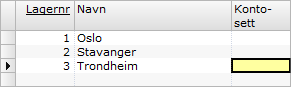 Lagernr Navn Konto-
sett
1 Oslo
2 Stavanger
3 Trondheim